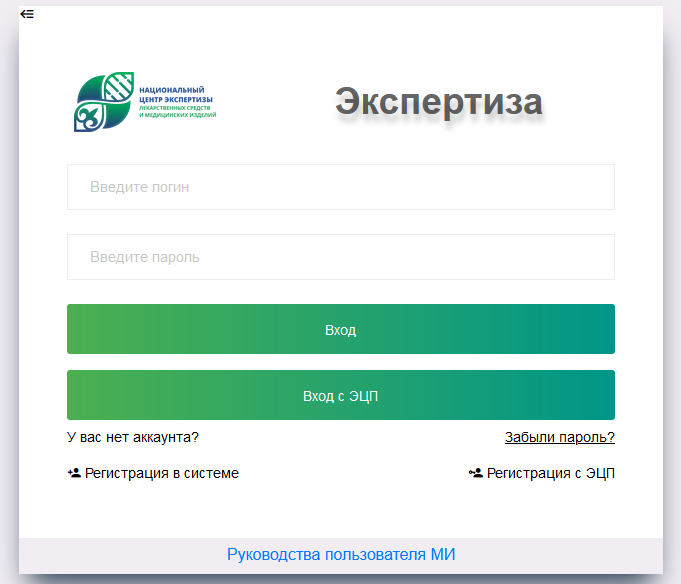 НАЦИОНАЛЬНЫЙ
ЦЕНТР ЭКСПЕРТИЗЫ
ЛЕКАРСТВЕННЫХ СРЕДСТВ
И МЕДИЦИНСКИХ ИЗДЕЛИЙ
Экспертиза
Введите логин
Введите пароль
Вход
Вход с ЭЦП
У вас нет аккаунта? Забыли пароль?
Регистрация в системе Регистрация с ЭЦП
Руководства пользователя МИ